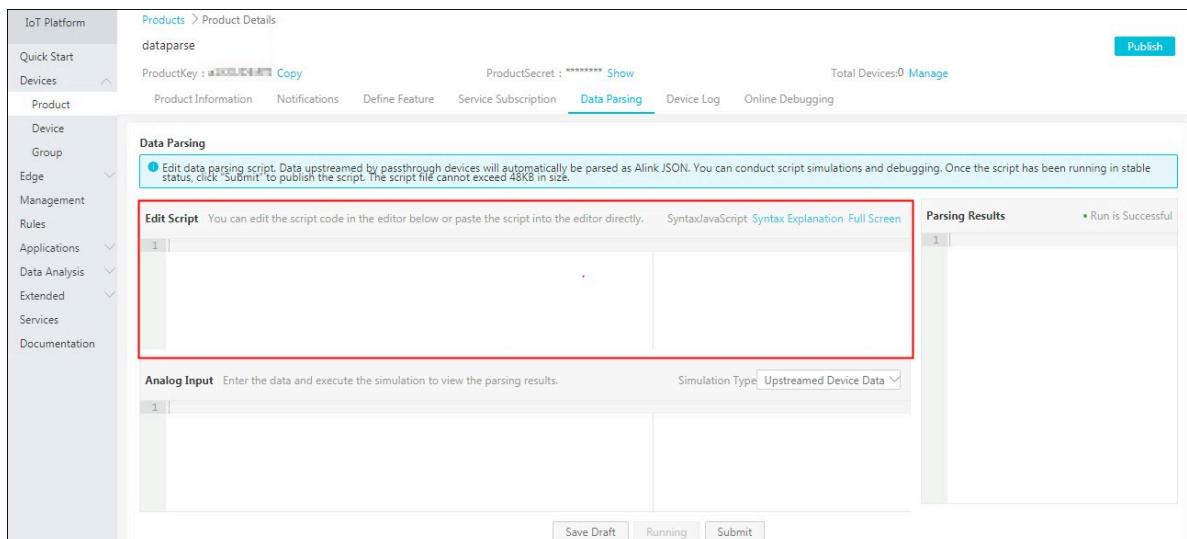 IoT Platform
Quick Start
Devices
Product
Device
Group
Edge
Management
Rules
Applications
Data Analysis
Extended
Services
Documentation
Products > Product Details
dataparse
Publish
ProductKey : Copy
ProductSecret : ******** Show
Total Devices:0 Manage
Product Information Notifications Define Feature Service Subscription Data Parsing Device Log Online Debugging
Data Parsing
Edit data parsing script. Data upstreamed by passthrough devices will automatically be parsed as Alink JSON. You can conduct script simulations and debugging. Once the script has been running in stable
status, click "Submit" to publish the script. The script file cannot exceed 48KB in size.
Edit Script You can edit the script code in the editor below or paste the script into the editor directly. SyntaxJavaScript Syntax Explanation Full Screen
1
Parsing Results Run is Successful
1
Analog Input Enter the data and execute the simulation to view the parsing results. Simulation Type Upstreamed Device Data
1
Save Draft Running Submit